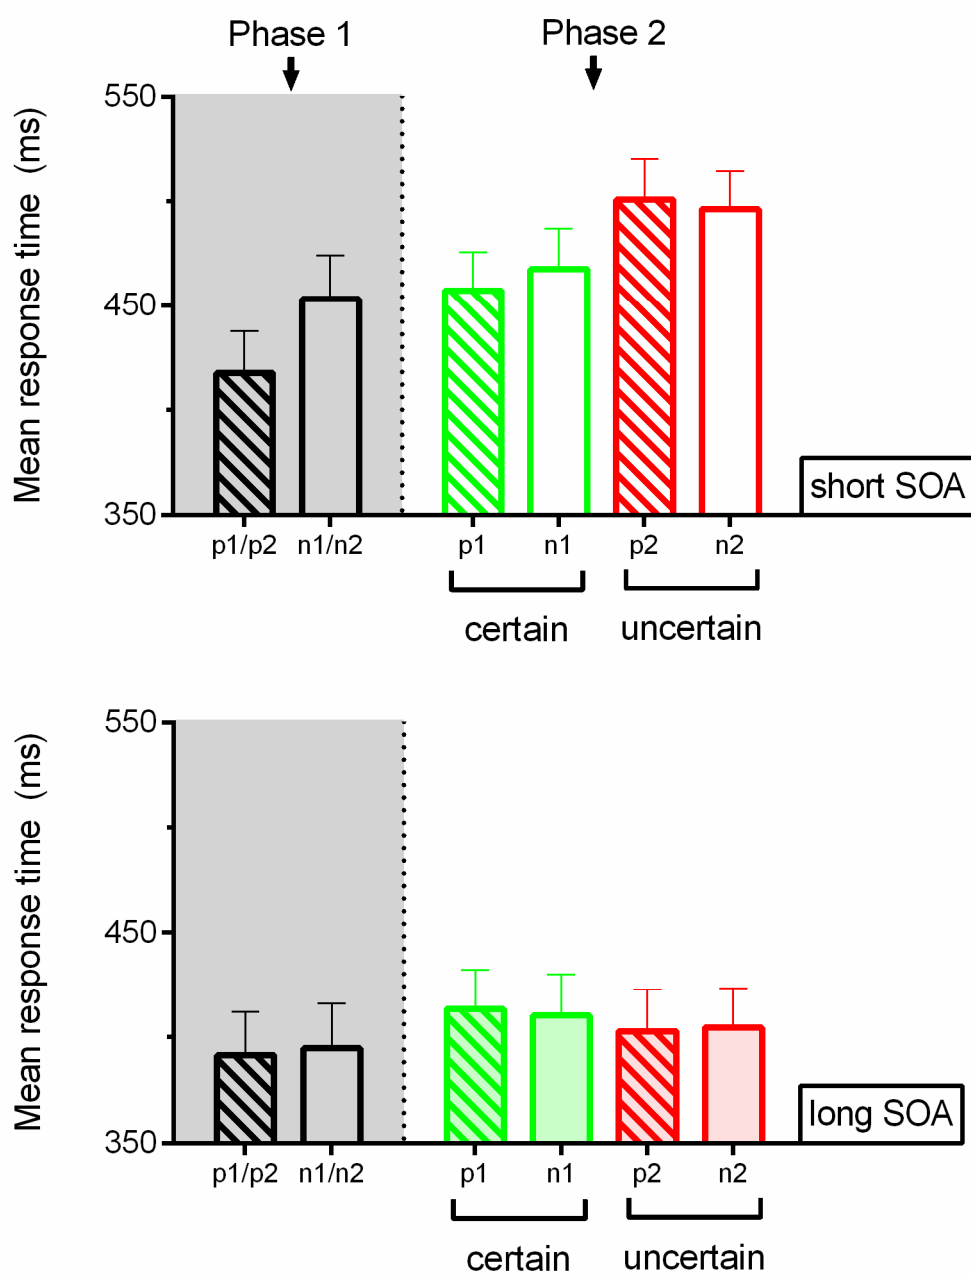 Phase 1 Phase 2
Mean response time (ms)
550
450
350
p1/p2 n1/n2 p1 n1 p2 n2
short SOA
certain uncertain
Mean response time (ms)
550
450
350
p1/p2 n1/n2 p1 n1 p2 n2
long SOA
certain uncertain